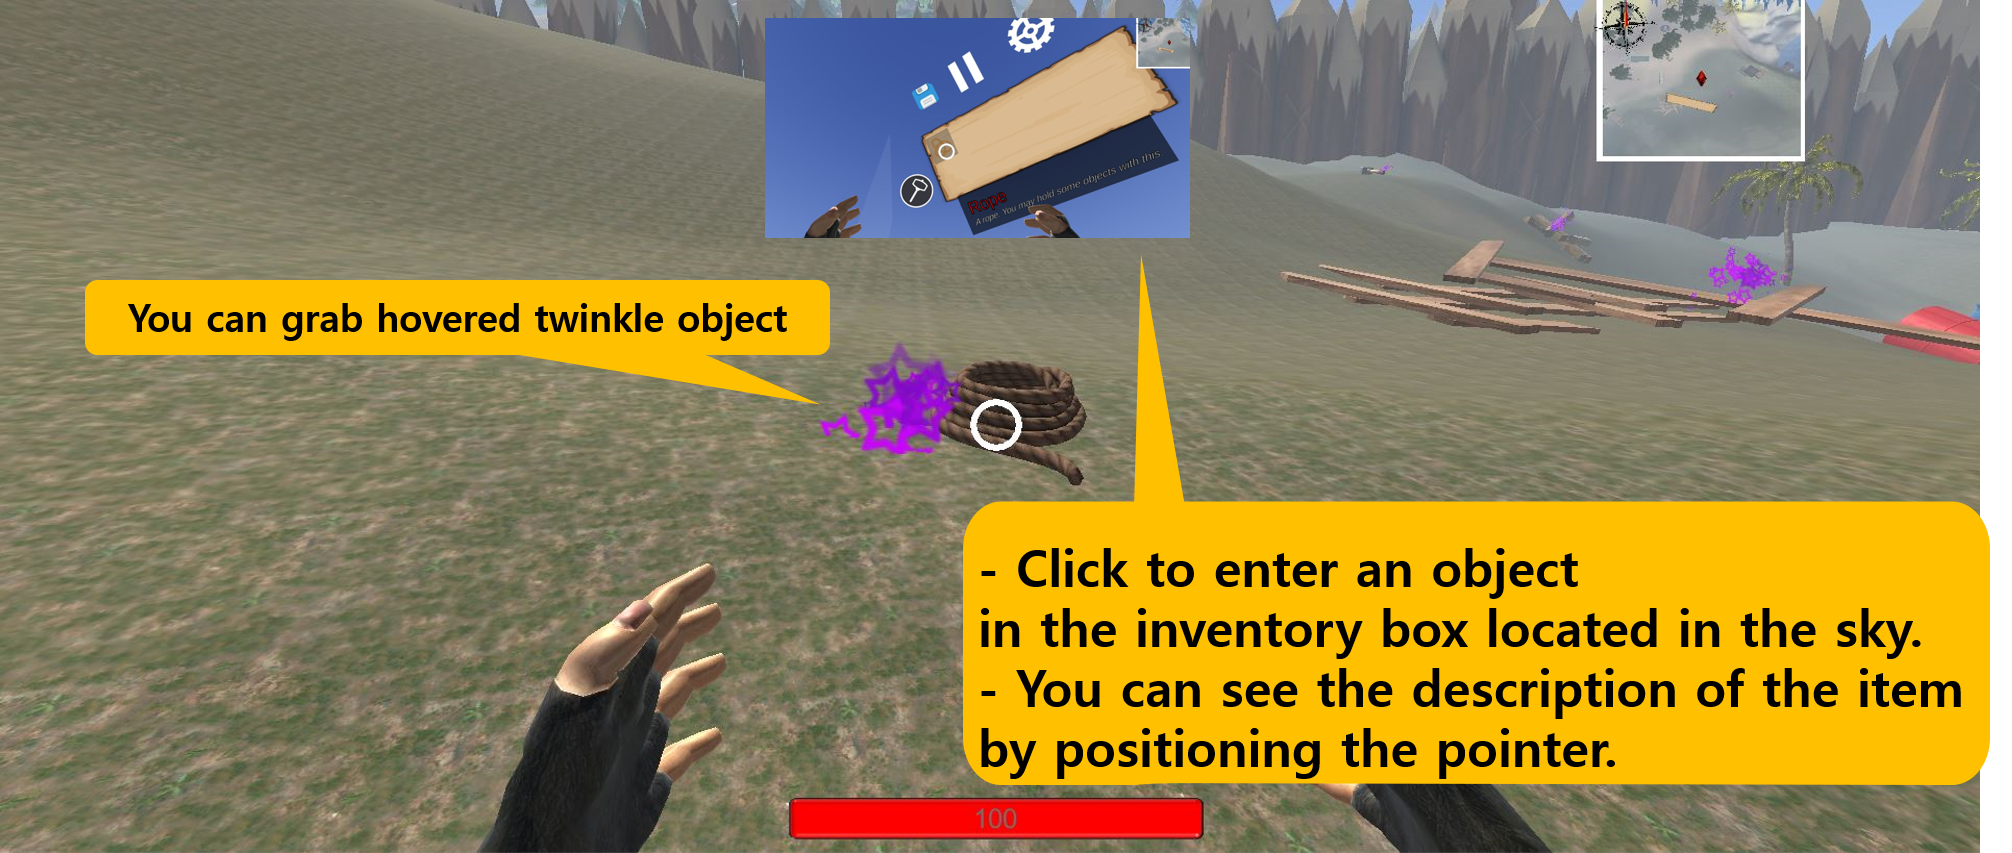 Rope
A rope. You may hold some objects with this
You can grab hovered twinkle object
- Click to enter an object
in the inventory box located in the sky.
- You can see the description of the item
by positioning the pointer.
100